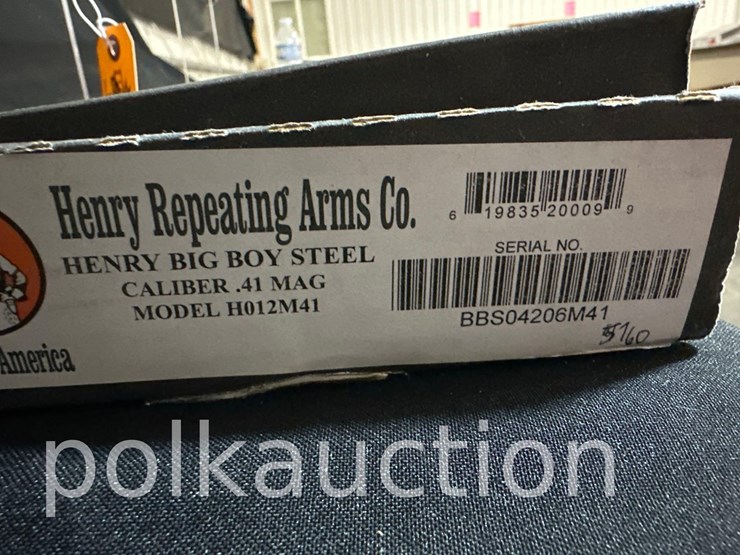 Henry Repeating Arms Co.
HENRY BIG BOY STEEL
CALIBER .41 MAG
MODEL H012M41
America
6 19835 20009 9
SERIAL NO.
BBS04206M41
polkauction